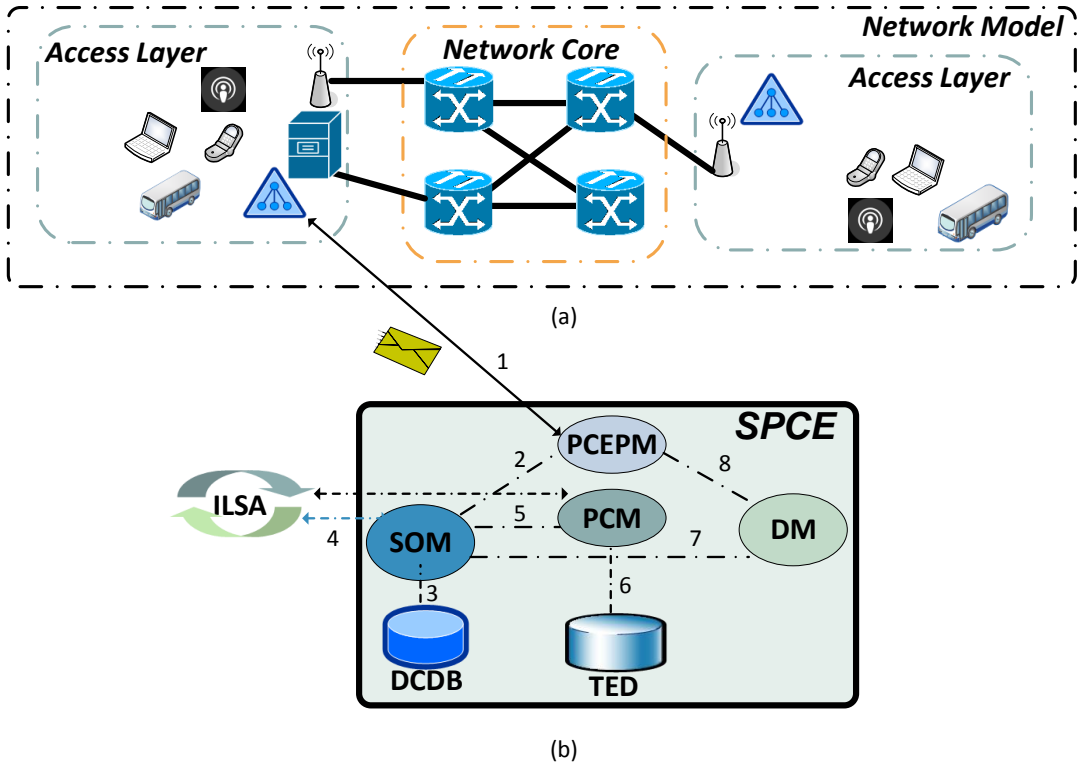 Network Model
Access Layer
Network Core
Access Layer
(a)
1
SPCE
PCEPM
2
8
ILSA
PCM
5
DM
4
SOM
7
3
6
DCDB
TED
(b)